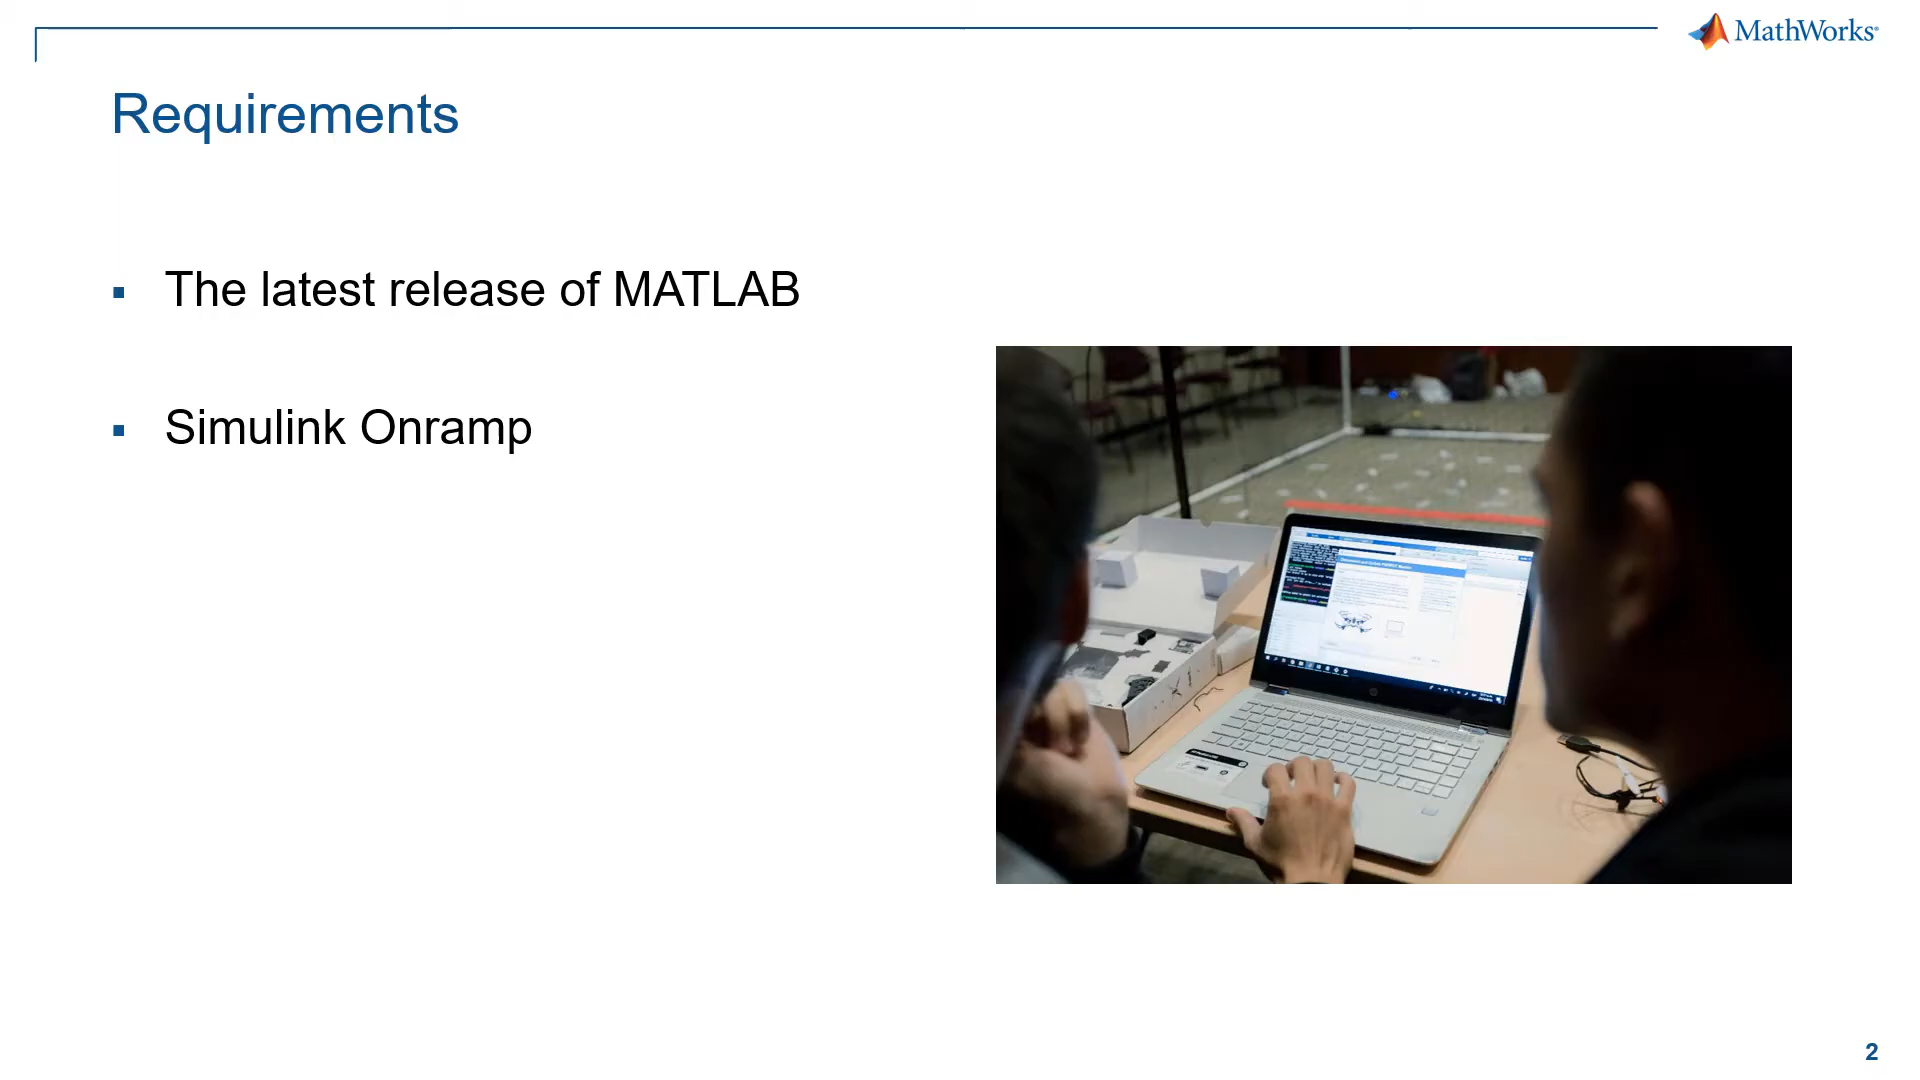 MathWorks®
Requirements
▪ The latest release of MATLAB
▪ Simulink Onramp
2